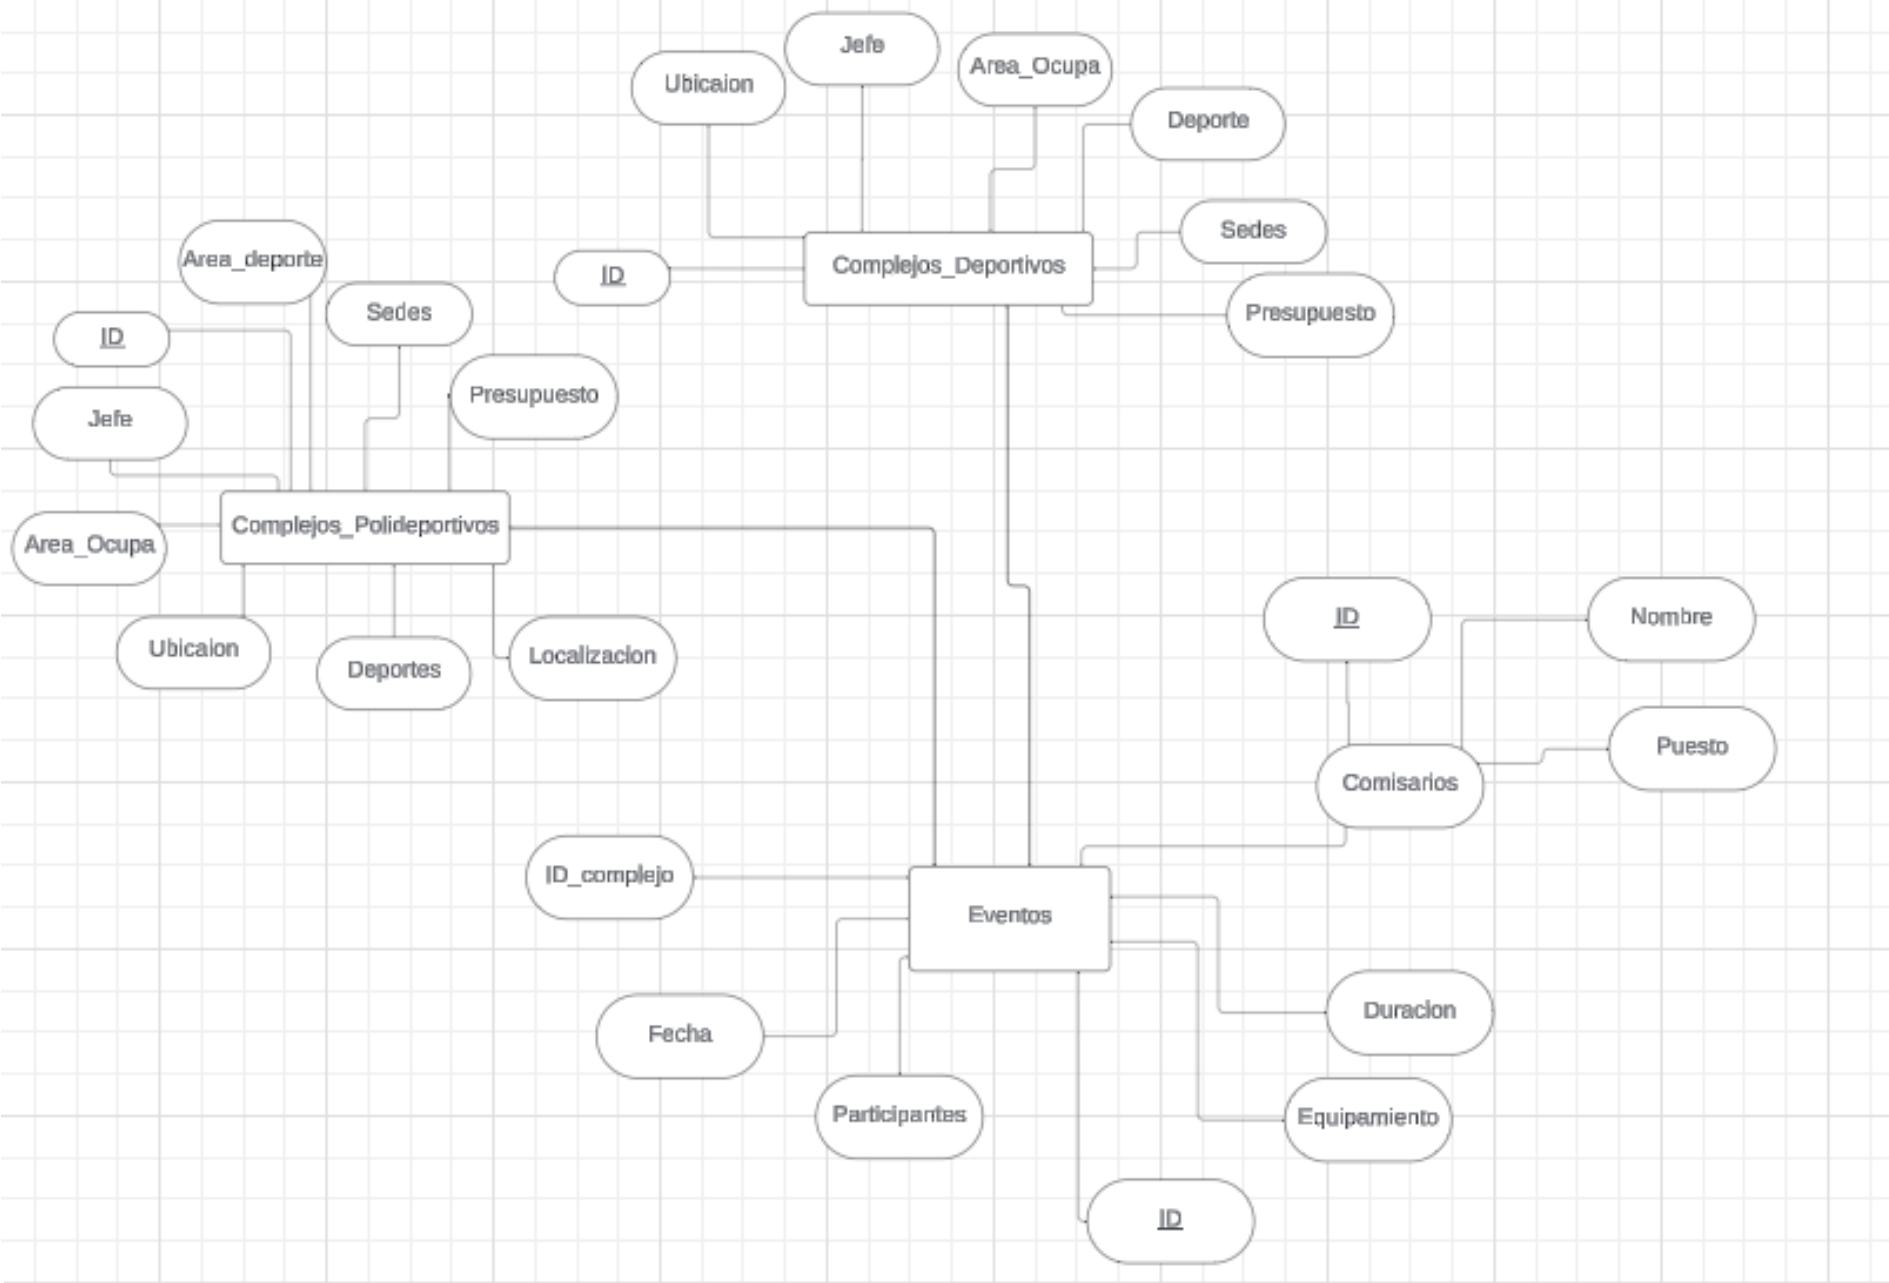 Jefe
Area_Ocupa
Ubicaion
Deporte
Sedes
Complejos_Deportivos
ID
Presupuesto
Area_deporte
Sedes
ID
Presupuesto
Jefe
Complejos_Polideportivos
Area_Ocupa
Ubicaion
Deportes
Localizacion
ID
Nombre
Puesto
Comisarios
ID_complejo
Eventos
Fecha
Duracion
Participantes
Equipamiento
ID